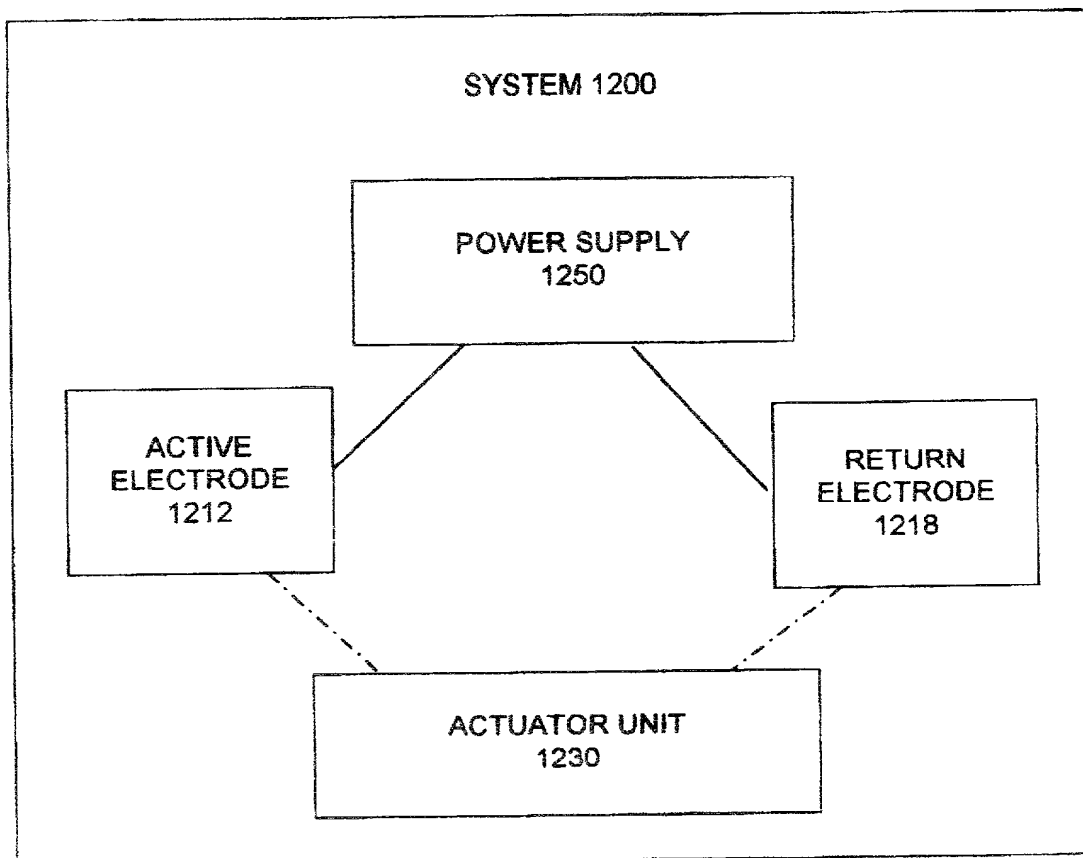 SYSTEM 1200
POWER SUPPLY
1250
ACTIVE
ELECTRODE
1212
RETURN
ELECTRODE
1218
ACTUATOR UNIT
1230